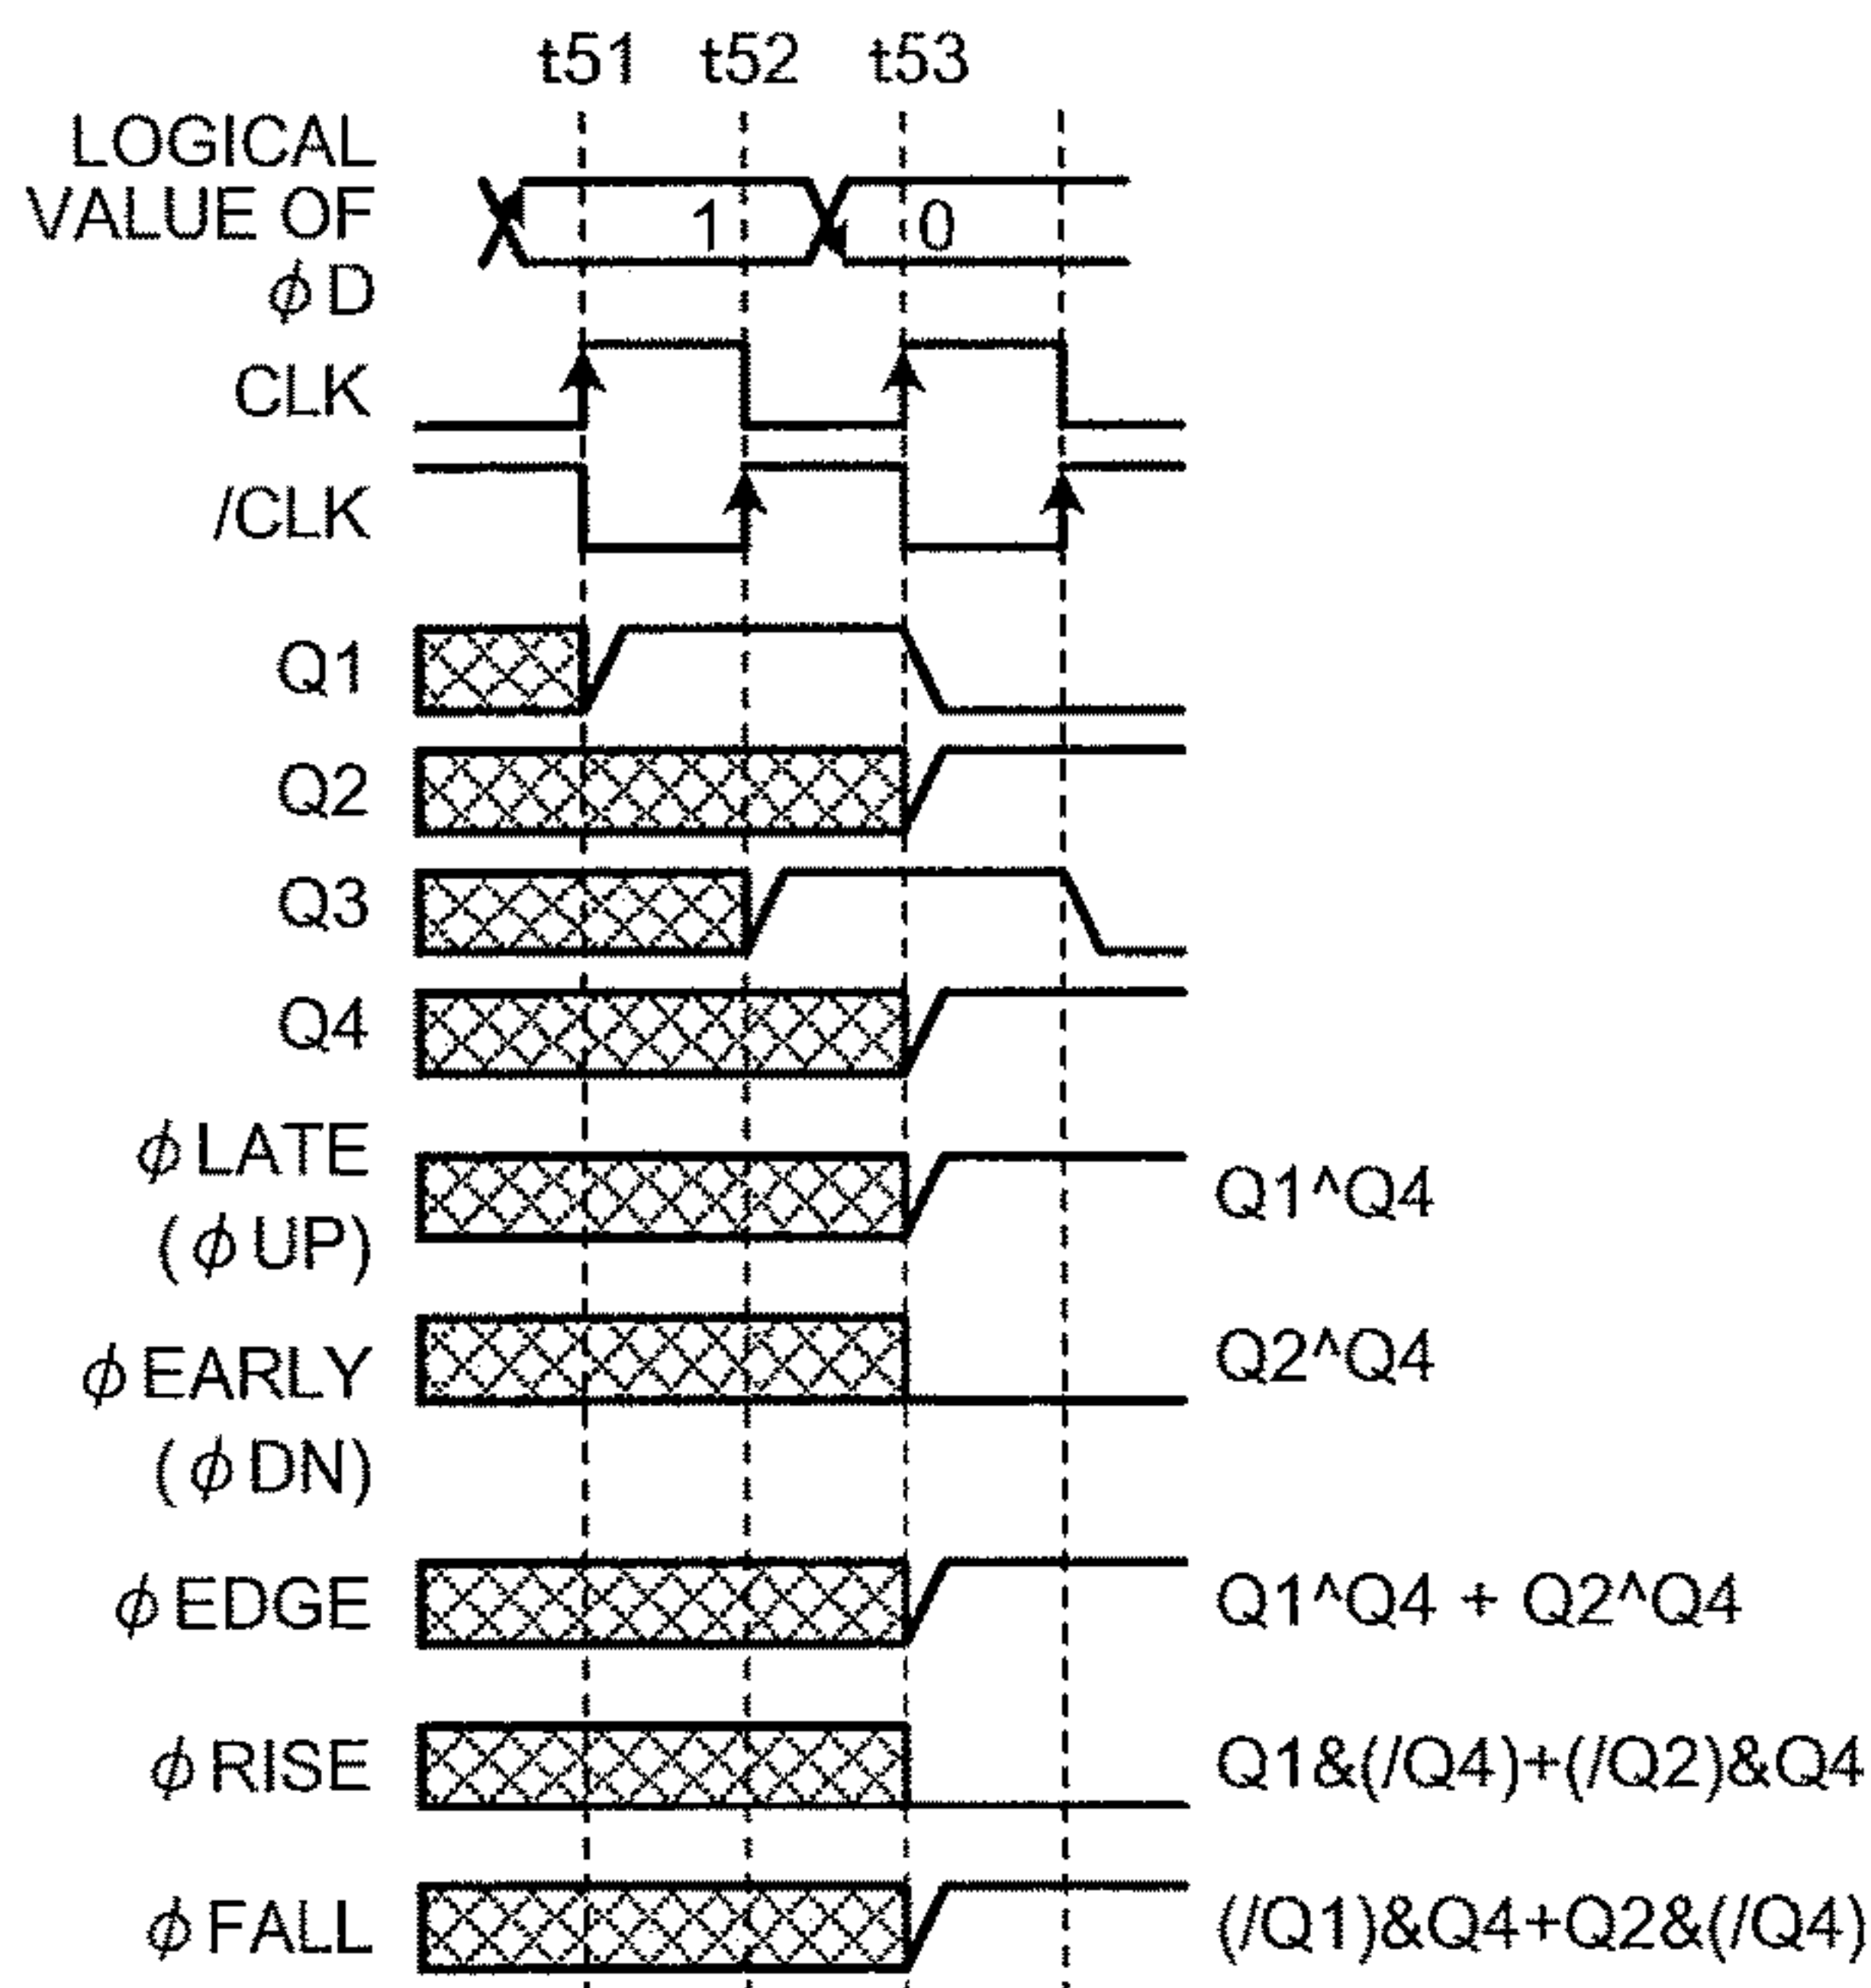 t51 t52 t53
LOGICAL
VALUE OF
φD
1 0
CLK
/CLK
Q1
Q2
Q3
Q4
φLATE
(φUP)
Q1^Q4
φEARLY
(φDN)
Q2^Q4
φEDGE
Q1^Q4 + Q2^Q4
φRISE
Q1&(/Q4)+(/Q2)&Q4
φFALL
(/Q1)&Q4+Q2&(/Q4)